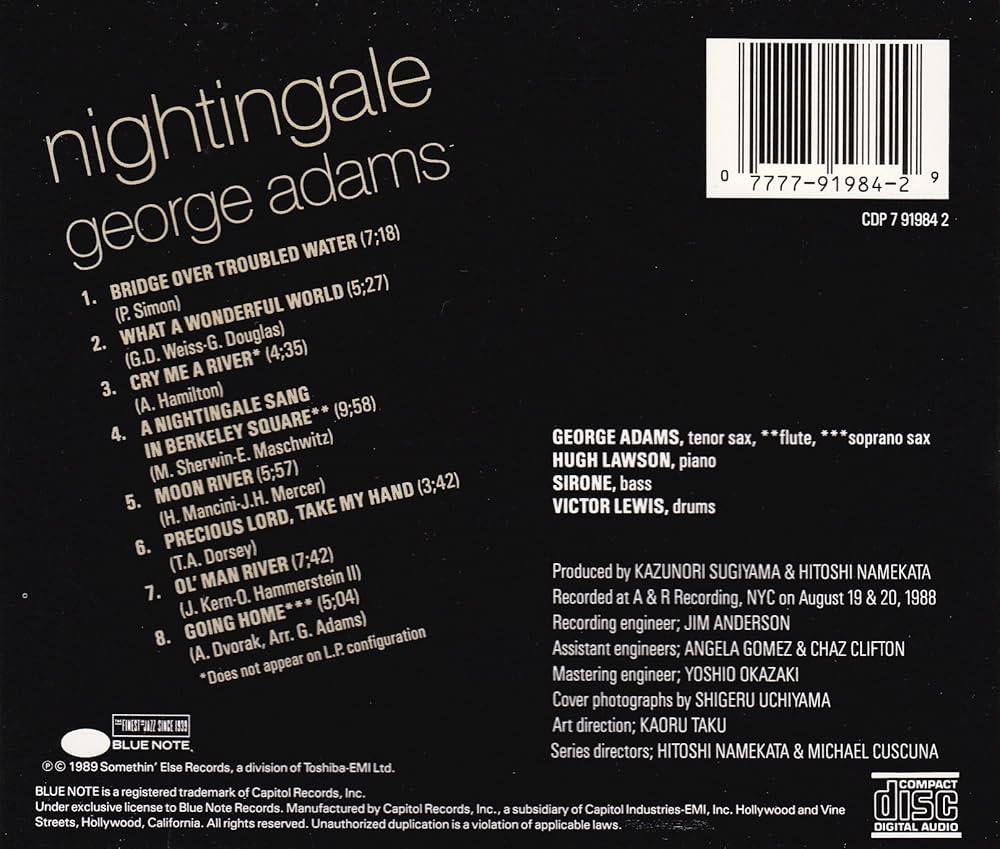 nightingale
george adams
1. BRIDGE OVER TROUBLED WATER (7;18)
(P. Simon)
2. WHAT A WONDERFUL WORLD (5;27)
(G.D. Weiss-G. Douglas)
3. CRY ME A RIVER* (4;35)
(A. Hamilton)
4. A NIGHTINGALE SANG
IN BERKELEY SQUARE** (9;58)
(M. Sherwin-E. Maschwitz)
5. MOON RIVER (5;57)
(H. Mancini-J.H. Mercer)
6. PRECIOUS LORD, TAKE MY HAND (3;42)
(T.A. Dorsey)
7. OL' MAN RIVER (7;42)
(J. Kern-O. Hammerstein II)
8. GOING HOME*** (5;04)
(A. Dvorak, Arr. G. Adams)
*Does not appear on L.P. configuration
0 7777-91984-2 9
CDP 7 91984 2
GEORGE ADAMS, tenor sax, **flute, ***soprano sax
HUGH LAWSON, piano
SIRONE, bass
VICTOR LEWIS, drums
Produced by KAZUNORI SUGIYAMA & HITOSHI NAMEKATA
Recorded at A & R Recording, NYC on August 19 & 20, 1988
Recording engineer; JIM ANDERSON
Assistant engineers; ANGELA GOMEZ & CHAZ CLIFTON
Mastering engineer; YOSHIO OKAZAKI
Cover photographs by SHIGERU UCHIYAMA
Art direction; KAORU TAKU
Series directors; HITOSHI NAMEKATA & MICHAEL CUSCUNA
THE FINEST IN JAZZ SINCE 1939
BLUE NOTE
℗© 1989 Somethin' Else Records, a division of Toshiba-EMI Ltd.
BLUE NOTE is a registered trademark of Capitol Records, Inc.
Under exclusive license to Blue Note Records. Manufactured by Capitol Records, Inc., a subsidiary of Capitol Industries-EMI, Inc. Hollywood and Vine
Streets, Hollywood, California. All rights reserved. Unauthorized duplication is a violation of applicable laws.
COMPACT
disc
DIGITAL AUDIO